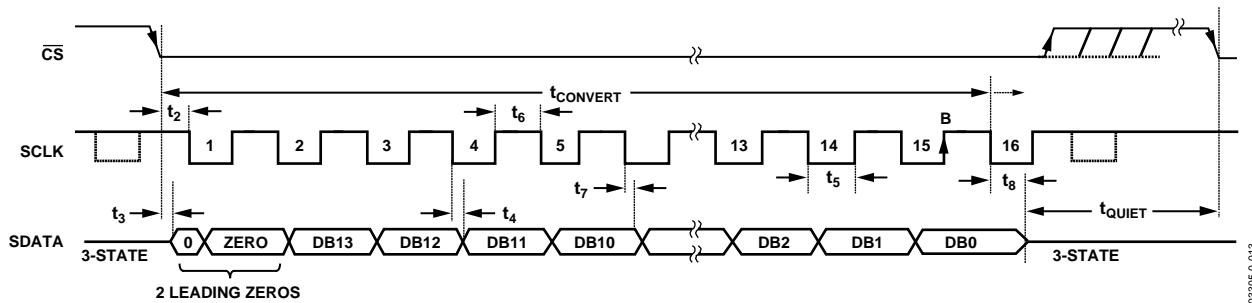 CS
tCONVERT
t2
t6
B
SCLK
1
2
3
4
5
13
14
15
16
t7
t5
t8
t3
t4
tQUIET
SDATA
3-STATE
0
ZERO
DB13
DB12
DB11
DB10
DB2
DB1
DB0
3-STATE
2 LEADING ZEROS